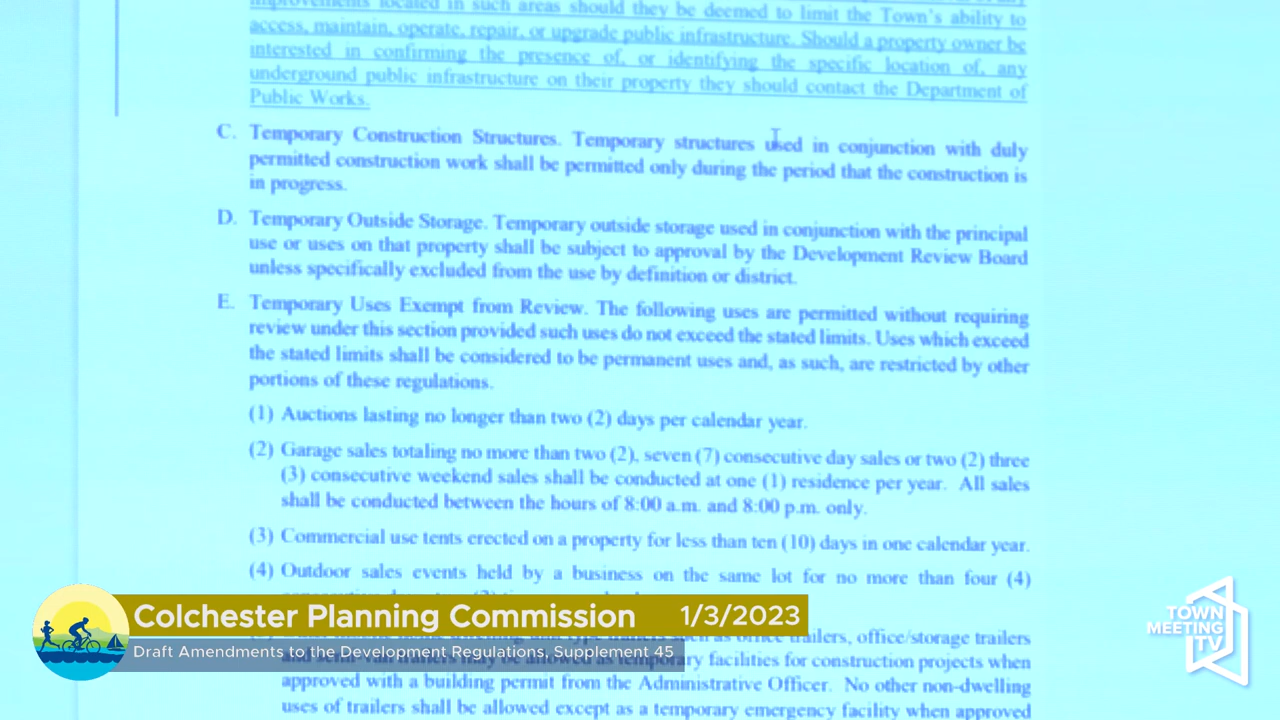 improvements located in such areas should they be deemed to limit the Town's ability to
access, maintain, operate, repair, or upgrade public infrastructure. Should a property owner be
interested in confirming the presence of, or identifying the specific location of, any
underground public infrastructure on their property they should contact the Department of
Public Works.
C. Temporary Construction Structures. Temporary structures used in conjunction with duly
permitted construction work shall be permitted only during the period that the construction is
in progress.
D. Temporary Outside Storage. Temporary outside storage used in conjunction with the principal
use or uses on that property shall be subject to approval by the Development Review Board
unless specifically excluded from the use by definition or district.
E. Temporary Uses Exempt from Review. The following uses are permitted without requiring
review under this section provided such uses do not exceed the stated limits. Uses which exceed
the stated limits shall be considered to be permanent uses and, as such, are restricted by other
portions of these regulations.
(1) Auctions lasting no longer than two (2) days per calendar year.
(2) Garage sales totaling no more than two (2), seven (7) consecutive day sales or two (2) three
(3) consecutive weekend sales shall be conducted at one (1) residence per year. All sales
shall be conducted between the hours of 8:00 a.m. and 8:00 p.m. only.
(3) Commercial use tents erected on a property for less than ten (10) days in one calendar year.
(4) Outdoor sales events held by a business on the same lot for no more than four (4)
Colchester Planning Commission 1/3/2023
trailers, office/storage trailers
Draft Amendments to the Development Regulations, Supplement 45
temporary facilities for construction projects when
approved with a building permit from the Administrative Officer. No other non-dwelling
uses of trailers shall be allowed except as a temporary emergency facility when approved
TOWN
MEETING
TV